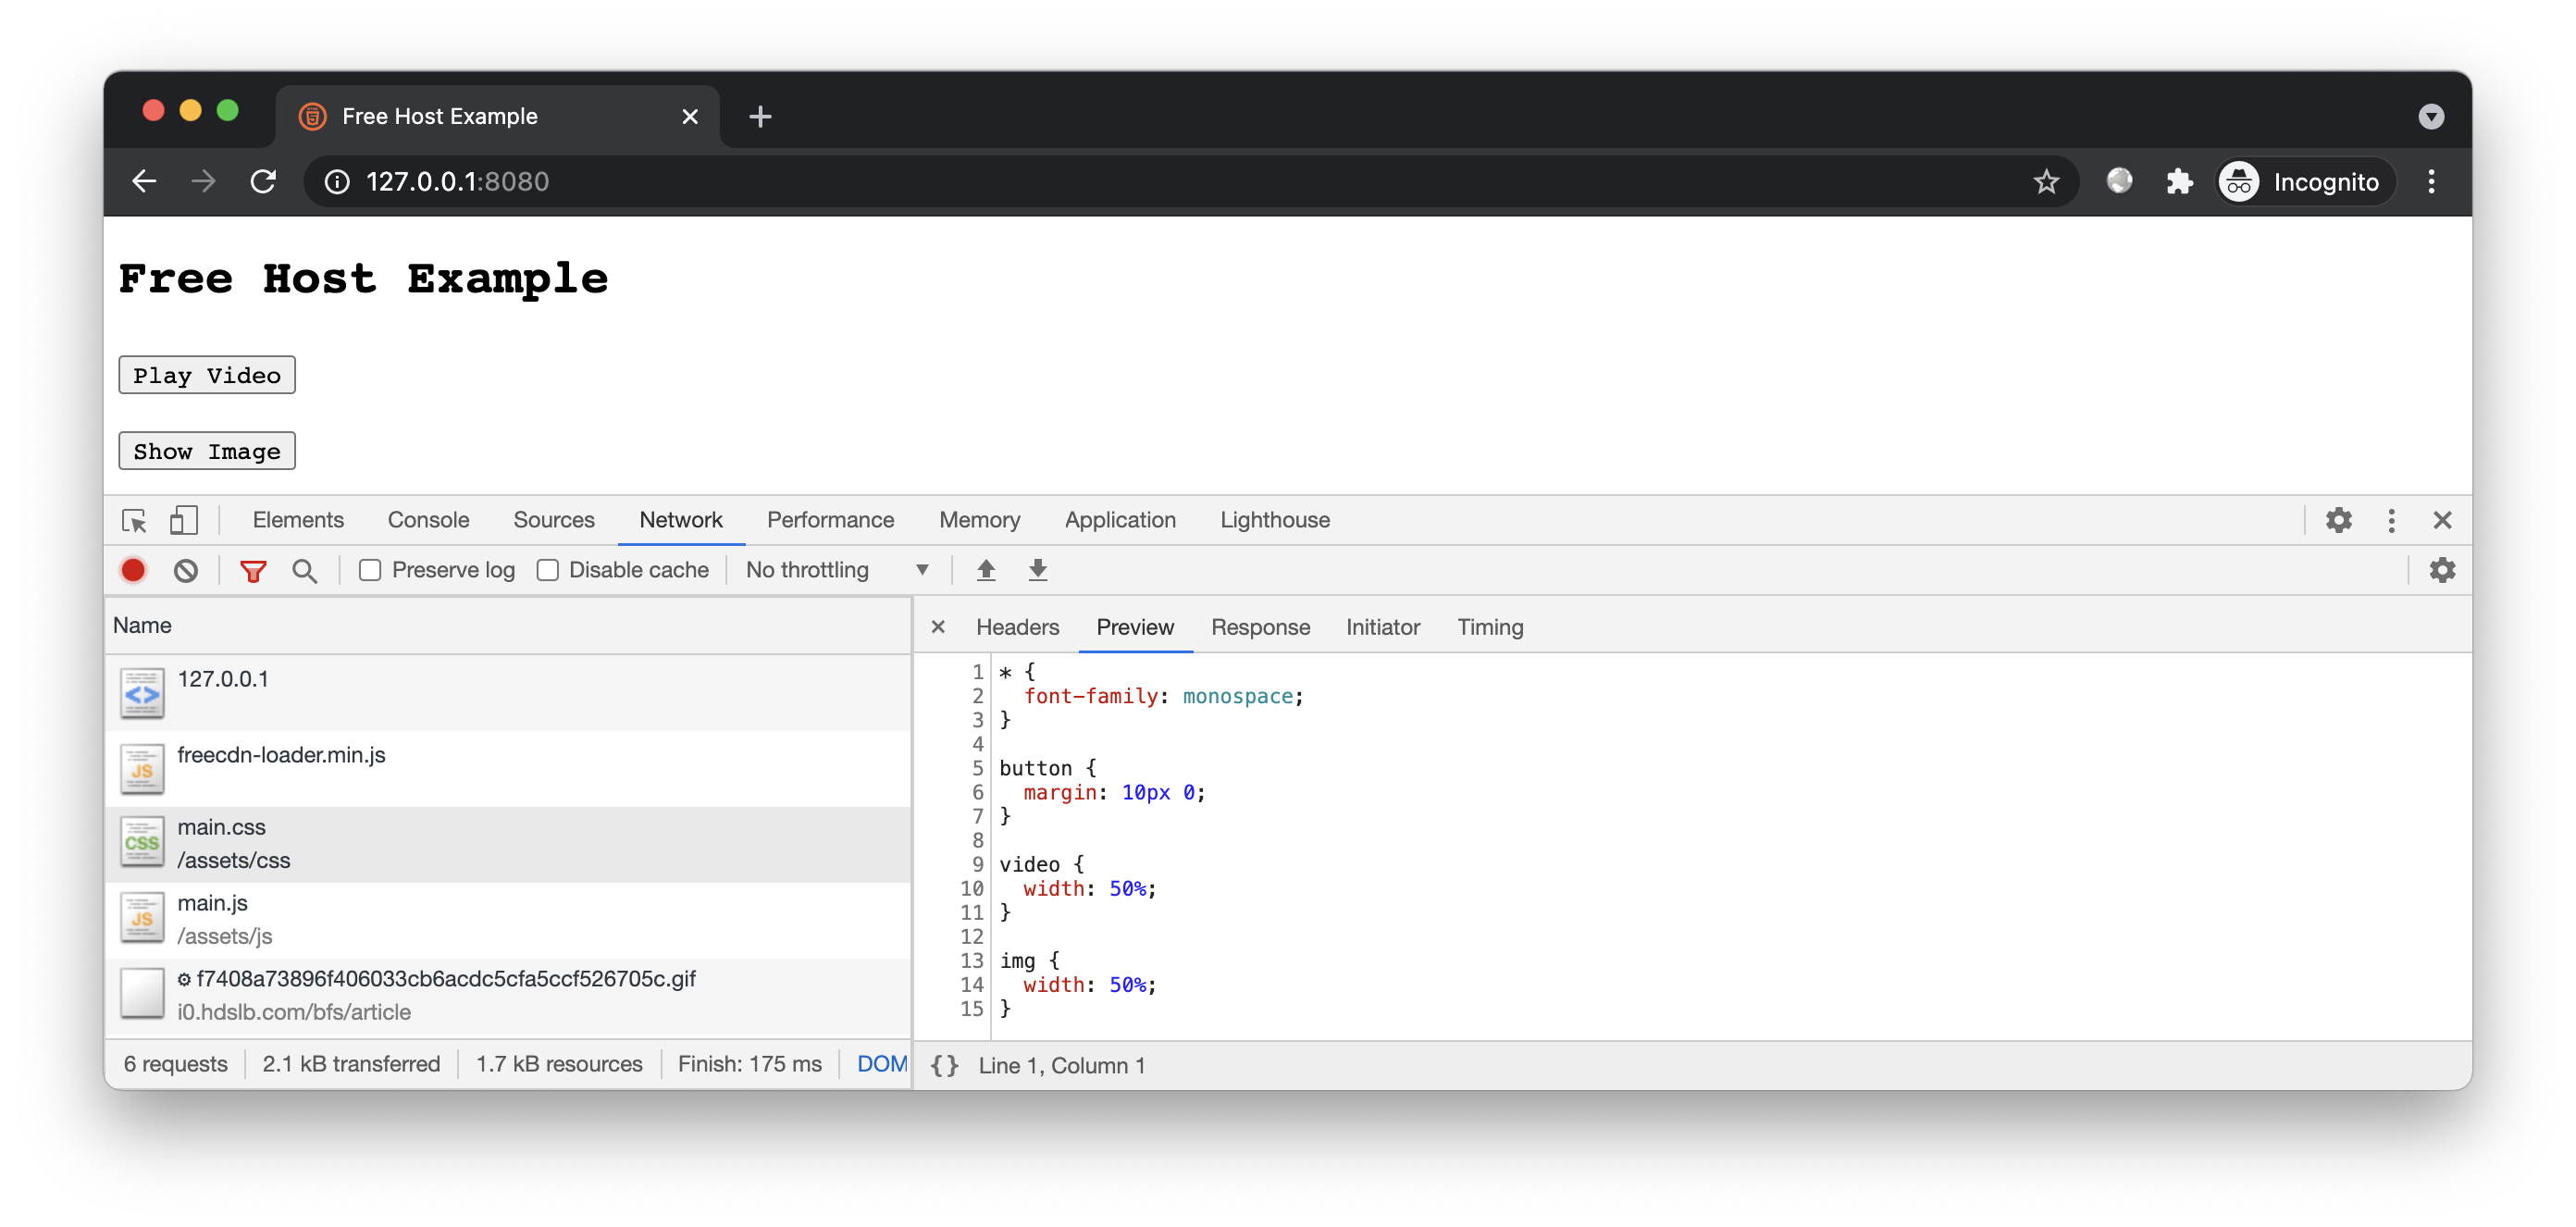 Free Host Example
127.0.0.1:8080
Incognito
Free Host Example
Play Video
Show Image
Elements Console Sources Network Performance Memory Application Lighthouse
Preserve log Disable cache No throttling
Name
127.0.0.1
freecdn-loader.min.js
main.css
/assets/css
main.js
/assets/js
f7408a73896f406033cb6acdc5cfa5ccf526705c.gif
i0.hdslb.com/bfs/article
6 requests 2.1 kB transferred 1.7 kB resources Finish: 175 ms DOM
Headers Preview Response Initiator Timing
1 * {
2 font-family: monospace;
3 }
4
5 button {
6 margin: 10px 0;
7 }
8
9 video {
10 width: 50%;
11 }
12
13 img {
14 width: 50%;
15 }
{} Line 1, Column 1